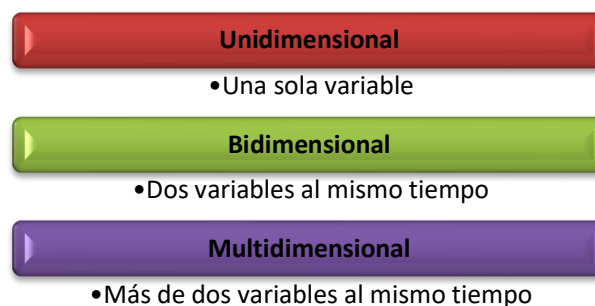 Unidimensional
•Una sola variable
Bidimensional
•Dos variables al mismo tiempo
Multidimensional
•Más de dos variables al mismo tiempo